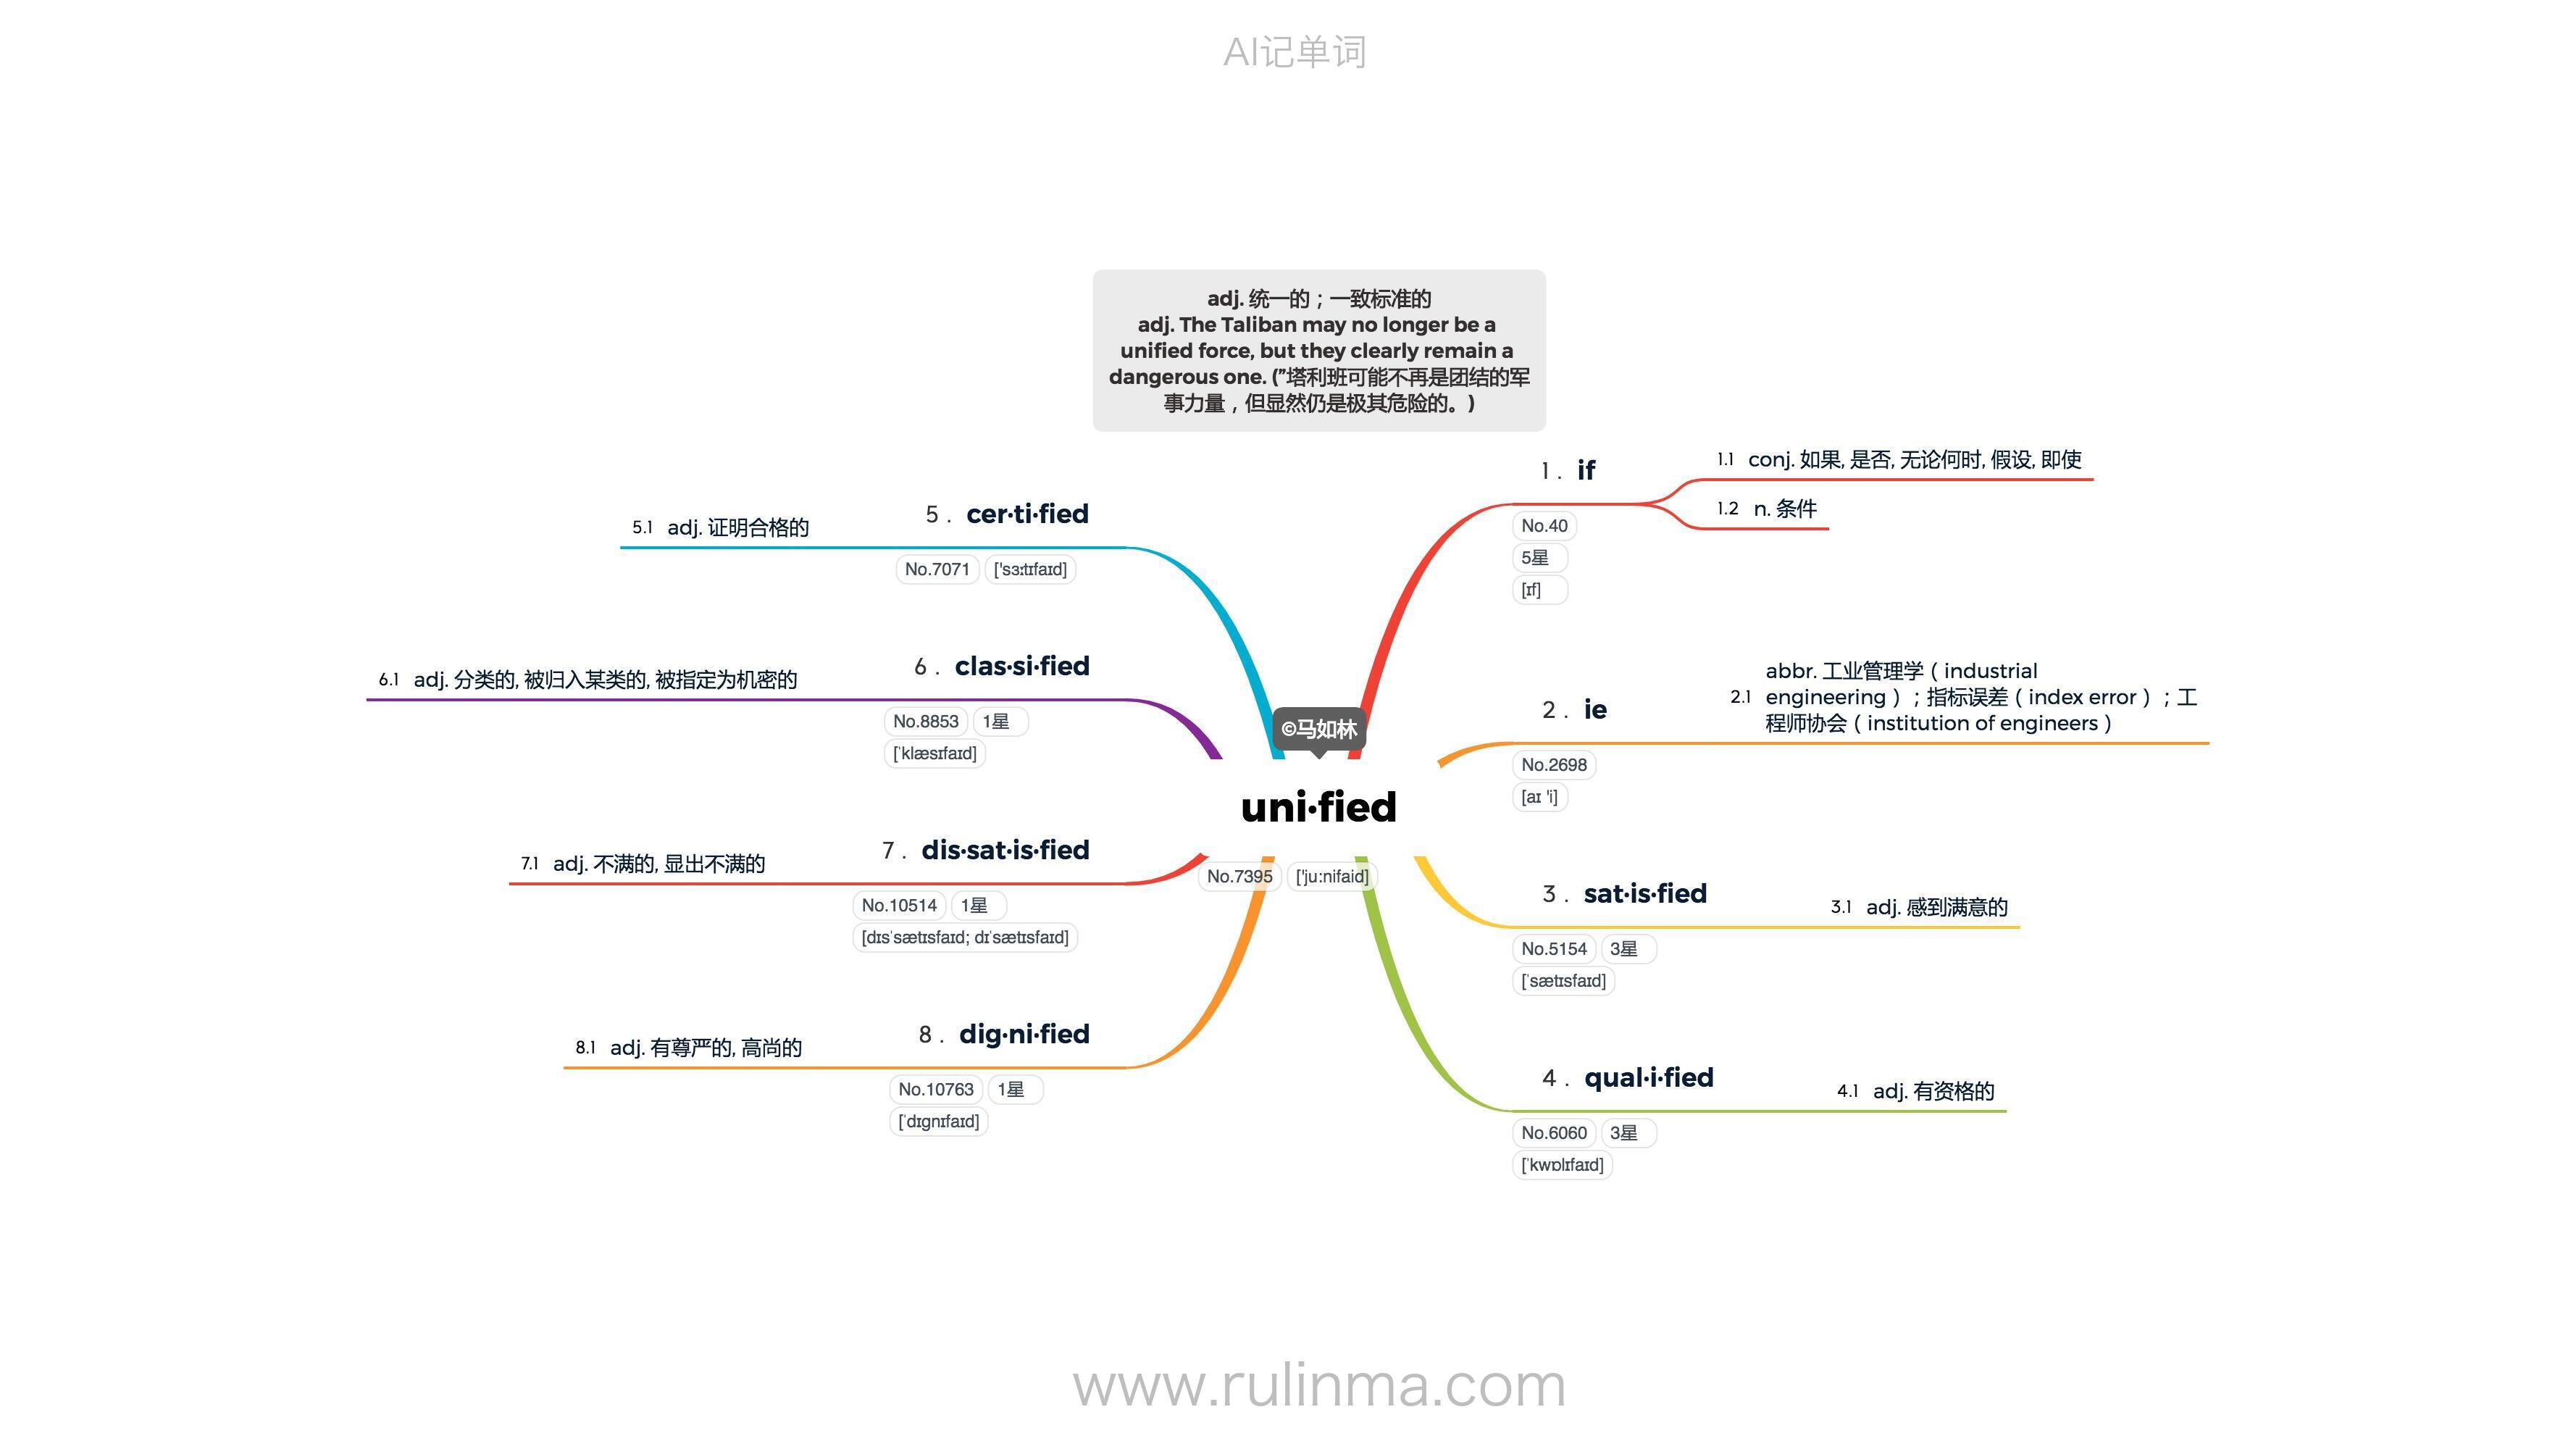 AI记单词
adj. 统一的；一致标准的
adj. The Taliban may no longer be a
unified force, but they clearly remain a
dangerous one. (”塔利班可能不再是团结的军
事力量，但显然仍是极其危险的。)
©马如林
uni·fied
No.7395 ['ju:nifaid]
1. if
No.40
5星
[ɪf]
1.1 conj. 如果, 是否, 无论何时, 假设, 即使
1.2 n. 条件
2. ie
No.2698
[aɪ 'i]
2.1 abbr. 工业管理学（industrial
engineering）；指标误差（index error）；工
程师协会（institution of engineers）
3. sat·is·fied
No.5154 3星
[ˈsætɪsfaɪd]
3.1 adj. 感到满意的
4. qual·i·fied
No.6060 3星
[ˈkwɒlɪfaɪd]
4.1 adj. 有资格的
5. cer·ti·fied
No.7071 ['sɜːtɪfaɪd]
5.1 adj. 证明合格的
6. clas·si·fied
No.8853 1星
[ˈklæsɪfaɪd]
6.1 adj. 分类的, 被归入某类的, 被指定为机密的
7. dis·sat·is·fied
No.10514 1星
[dɪsˈsætɪsfaɪd; dɪˈsætɪsfaɪd]
7.1 adj. 不满的, 显出不满的
8. dig·ni·fied
No.10763 1星
[ˈdɪgnɪfaɪd]
8.1 adj. 有尊严的, 高尚的
www.rulinma.com